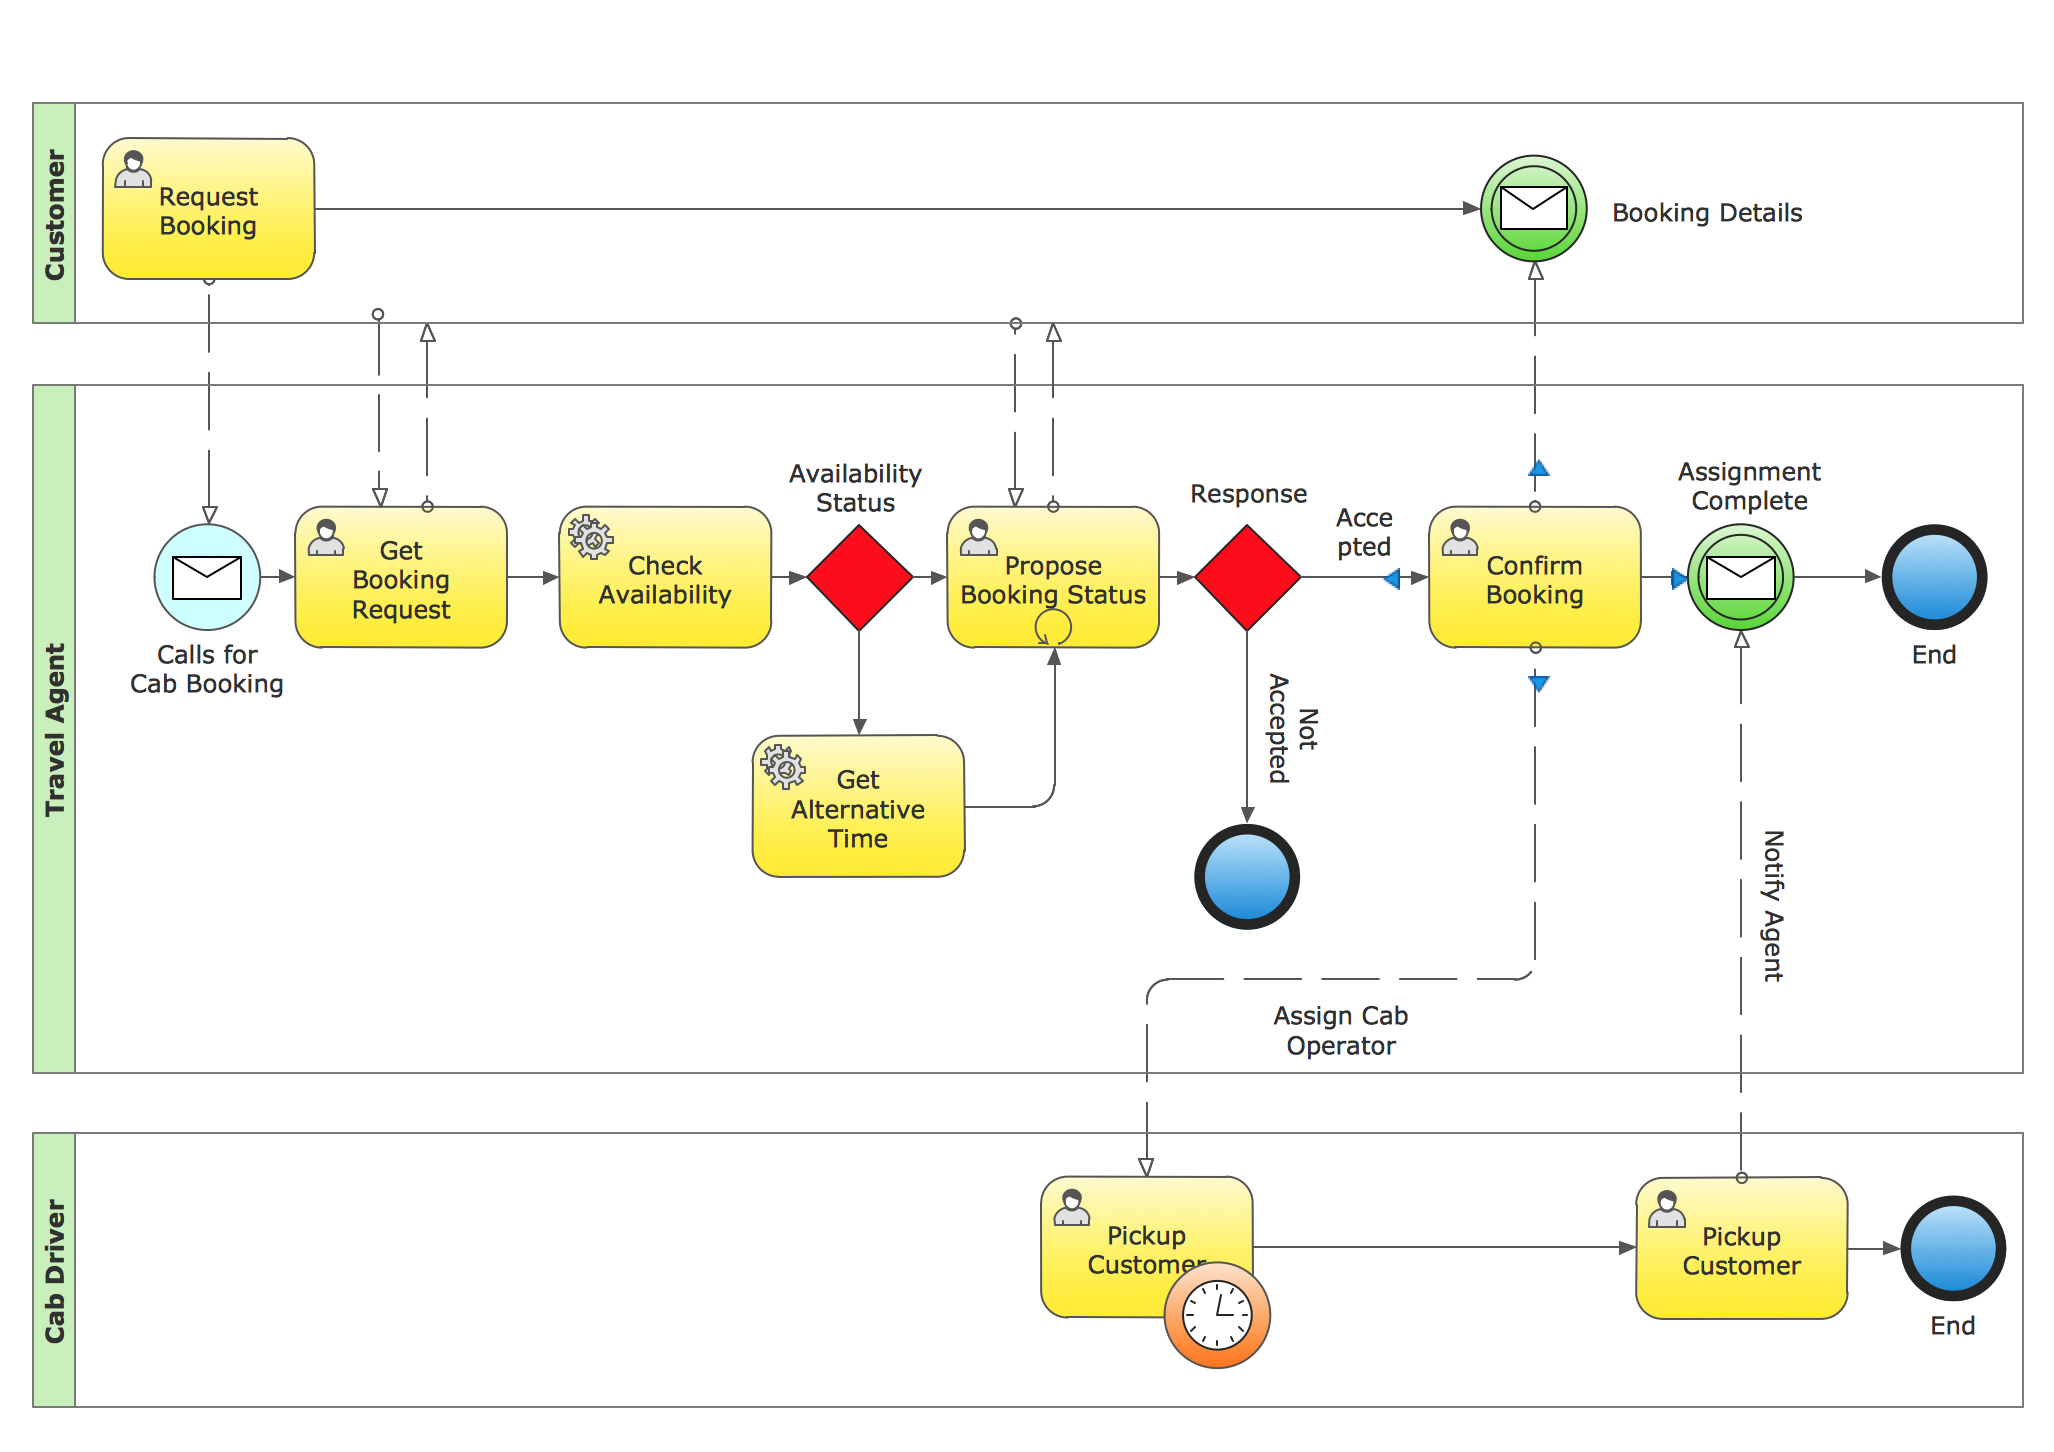 Customer
Request
Booking
Booking Details
Travel Agent
Calls for
Cab Booking
Get
Booking
Request
Check
Availability
Availability
Status
Get
Alternative
Time
Propose
Booking Status
Response
Acce
pted
Not
Accepted
Confirm
Booking
Assignment
Complete
End
Assign Cab
Operator
Notify Agent
Cab Driver
Pickup
Customer
Pickup
Customer
End